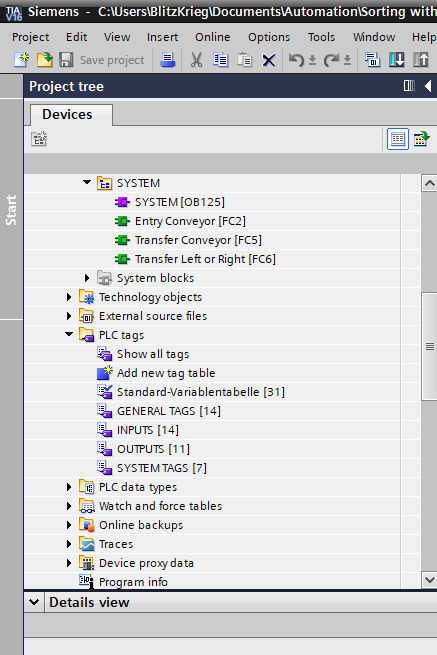 TIA V16 Siemens - C:\Users\BlitzKrieg\Documents\Automation\Sorting with
Project Edit View Insert Online Options Tools Window Help
Save project
Project tree
Devices
Start
SYSTEM
SYSTEM [OB125]
Entry Conveyor [FC2]
Transfer Conveyor [FC5]
Transfer Left or Right [FC6]
System blocks
Technology objects
External source files
PLC tags
Show all tags
Add new tag table
Standard-Variablentabelle [31]
GENERAL TAGS [14]
INPUTS [14]
OUTPUTS [11]
SYSTEM TAGS [7]
PLC data types
Watch and force tables
Online backups
Traces
Device proxy data
Program info
Details view